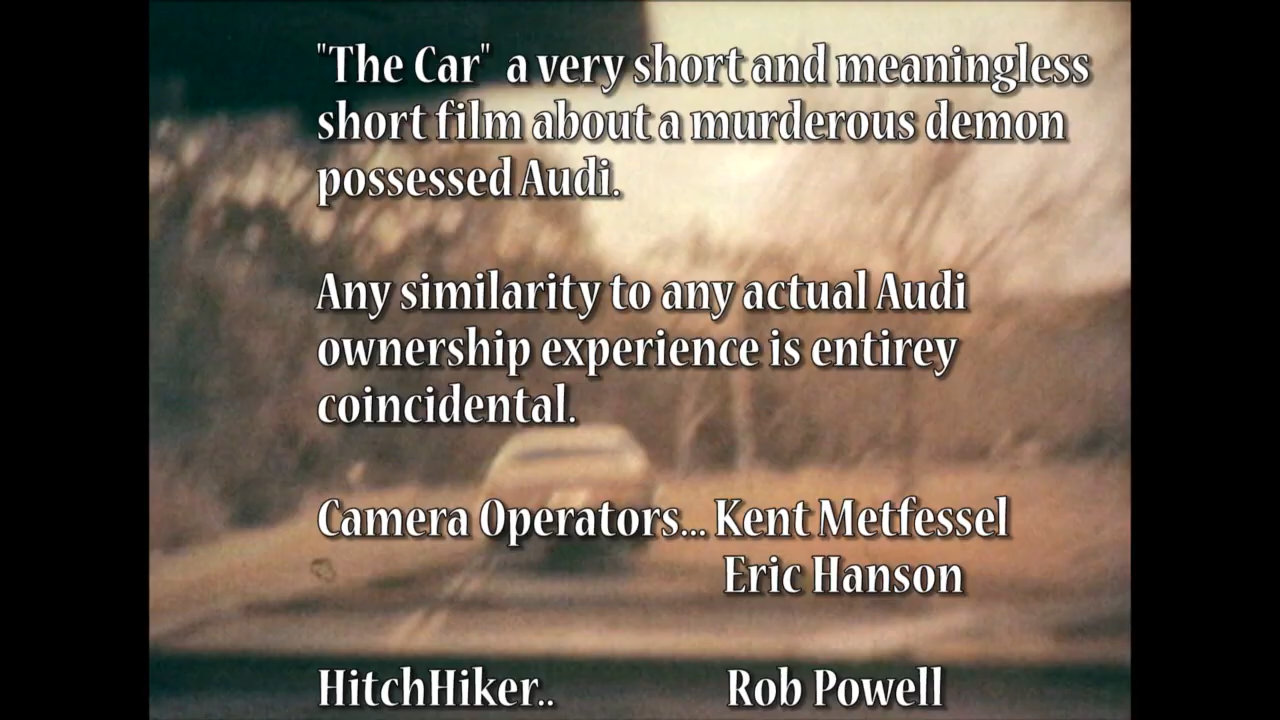 "The Car" a very short and meaningless
short film about a murderous demon
possessed Audi.
Any similarity to any actual Audi
ownership experience is entirey
coincidental.
Camera Operators... Kent Metfessel
Eric Hanson
HitchHiker.. Rob Powell